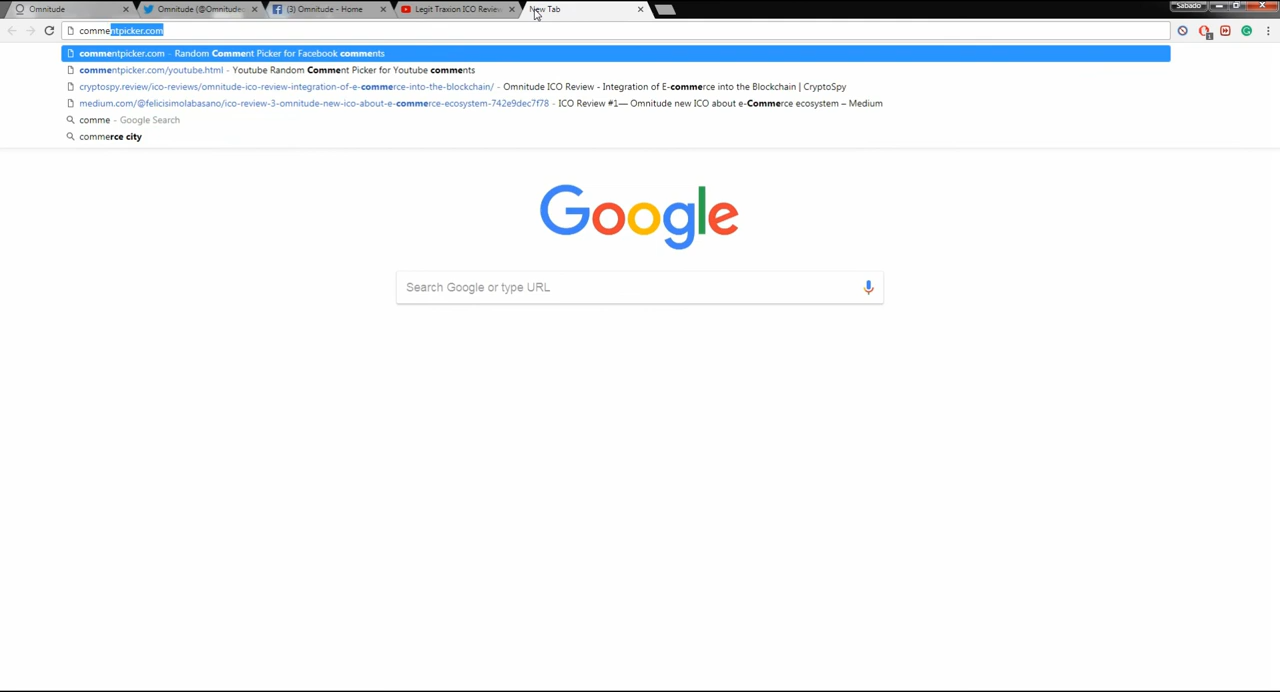 Omnitude
Omnitude (@Omnitude
(3) Omnitude - Home
Legit Traxion ICO Review
New Tab
Sabado
commentpicker.com
1
commentpicker.com - Random Comment Picker for Facebook comments
commentpicker.com/youtube.html - Youtube Random Comment Picker for Youtube comments
cryptospy.review/ico-reviews/omnitude-ico-review-integration-of-e-commerce-into-the-blockchain/ - Omnitude ICO Review - Integration of E-commerce into the Blockchain | CryptoSpy
medium.com/@felicisimolabasano/ico-review-3-omnitude-new-ico-about-e-commerce-ecosystem-742e9dec7f78 - ICO Review #1— Omnitude new ICO about e-Commerce ecosystem – Medium
comme - Google Search
commerce city
Google
Search Google or type URL